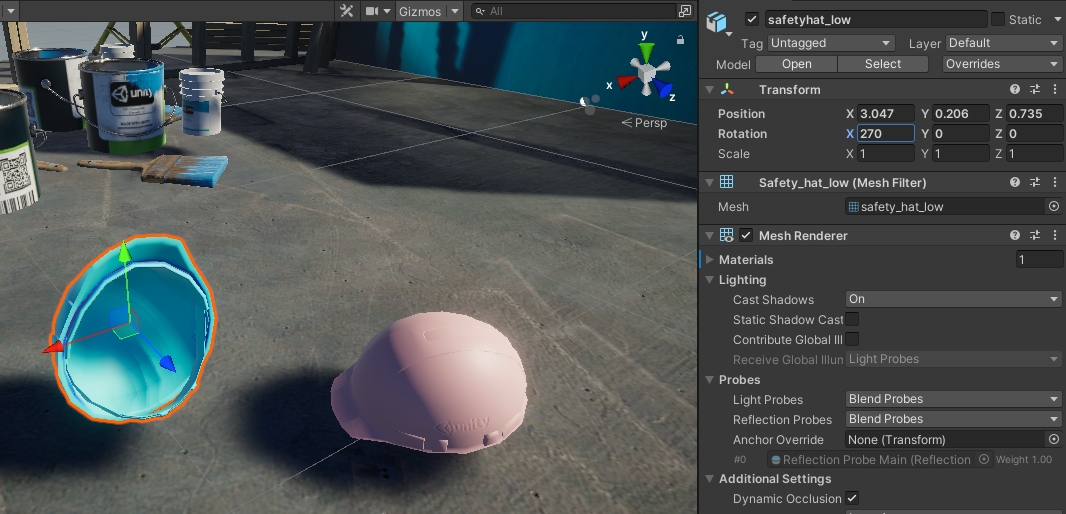 Gizmos
All
safetyhat_low
Static
Tag Untagged Layer Default
Model Open Select Overrides
Transform
Position X 3.047 Y 0.206 Z 0.735
Rotation X 270 Y 0 Z 0
Scale X 1 Y 1 Z 1
Safety_hat_low (Mesh Filter)
Mesh safety_hat_low
Mesh Renderer
Materials 1
Lighting
Cast Shadows On
Static Shadow Cast
Contribute Global Ill
Receive Global Illun Light Probes
Probes
Light Probes Blend Probes
Reflection Probes Blend Probes
Anchor Override None (Transform)
#0 Reflection Probe Main (Reflection Weight 1.00
Additional Settings
Dynamic Occlusion
y
x
z
< Persp
unity
unity